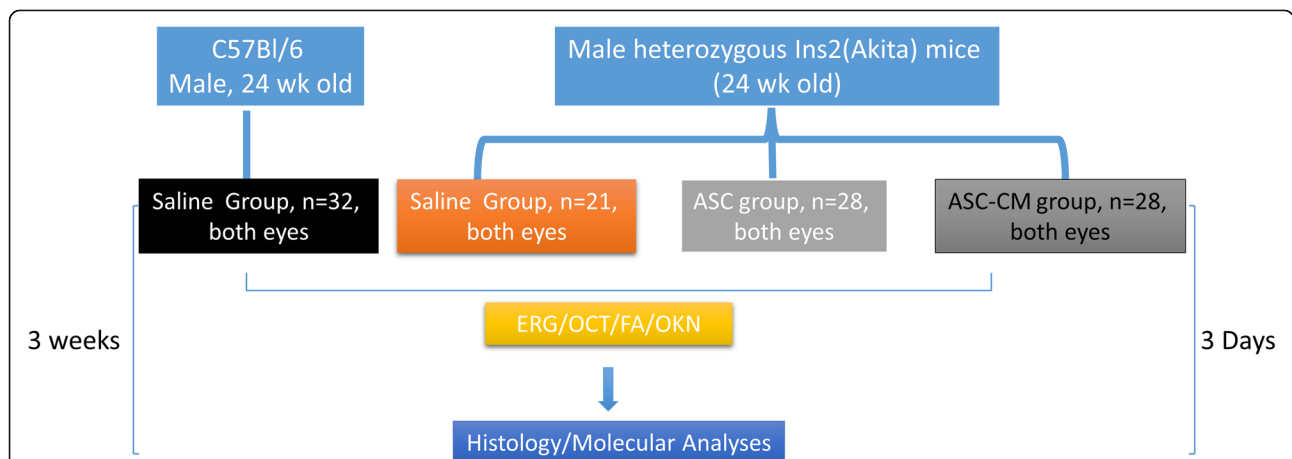 C57Bl/6
Male, 24 wk old
Male heterozygous Ins2(Akita) mice
(24 wk old)
Saline Group, n=32,
both eyes
Saline Group, n=21,
both eyes
ASC group, n=28,
both eyes
ASC-CM group, n=28,
both eyes
3 weeks
ERG/OCT/FA/OKN
3 Days
Histology/Molecular Analyses